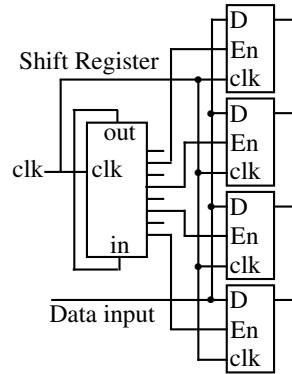 D
En
clk
Shift Register
D
En
clk
out
clk
clk
in
D
En
clk
Data input
D
En
clk